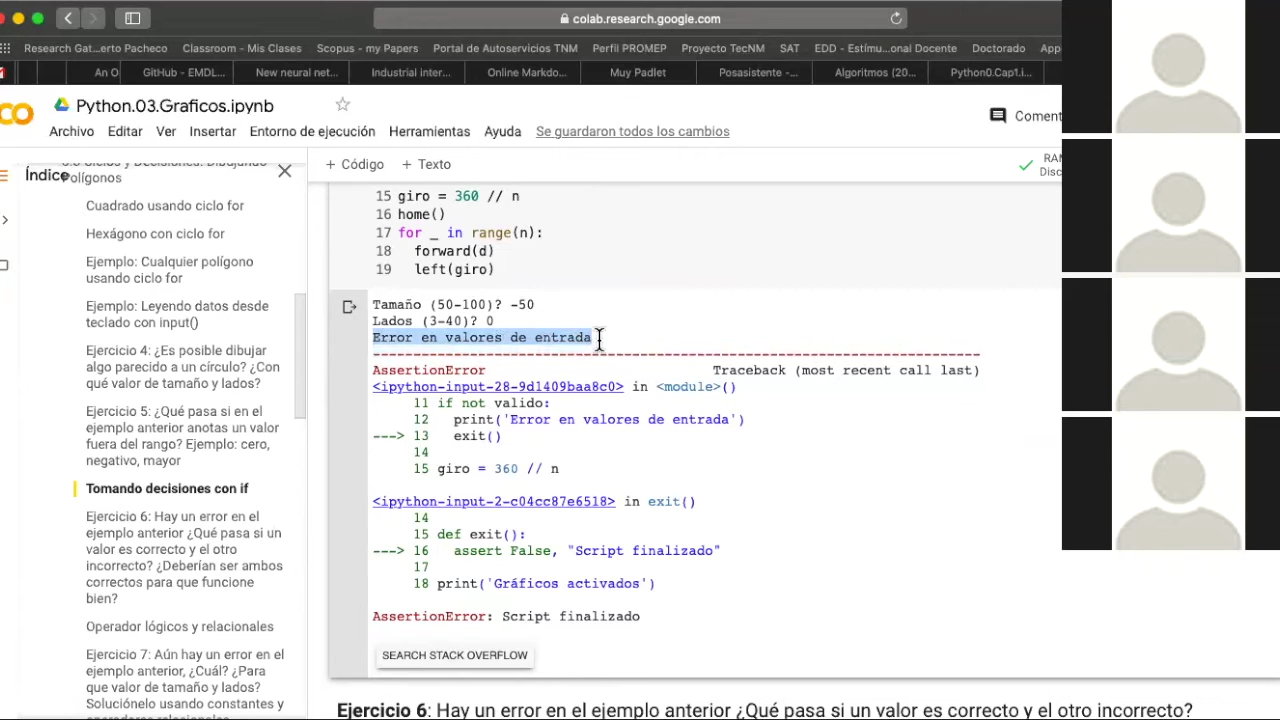 colab.research.google.com
Research Gat...erto Pacheco Classroom - Mis Clases Scopus - my Papers Portal de Autoservicios TNM Perfil PROMEP Proyecto TecNM SAT EDD - Estímu...onal Docente Doctorado App
An O GitHub - EMDL... New neural net... Industrial inter... Online Markdo... Muy Padlet Posasistente -... Algoritmos (20... Python0.Cap1.i...
Python.03.Graficos.ipynb
Archivo Editar Ver Insertar Entorno de ejecución Herramientas Ayuda Se guardaron todos los cambios
Coment
+ Código + Texto
RAM
Disc
Índice
Polígonos
Cuadrado usando ciclo for
Hexágono con ciclo for
Ejemplo: Cualquier polígono
usando ciclo for
Ejemplo: Leyendo datos desde
teclado con input()
Ejercicio 4: ¿Es posible dibujar
algo parecido a un círculo? ¿Con
qué valor de tamaño y lados?
Ejercicio 5: ¿Qué pasa si en el
ejemplo anterior anotas un valor
fuera del rango? Ejemplo: cero,
negativo, mayor
Tomando decisiones con if
Ejercicio 6: Hay un error en el
ejemplo anterior ¿Qué pasa si un
valor es correcto y el otro
incorrecto? ¿Deberían ser ambos
correctos para que funcione
bien?
Operador lógicos y relacionales
Ejercicio 7: Aún hay un error en el
ejemplo anterior, ¿Cuál? ¿Para
que valor de tamaño y lados?
Soluciónelo usando constantes y
operadores relacionales
15 giro = 360 // n
16 home()
17 for _ in range(n):
18 forward(d)
19 left(giro)
Tamaño (50-100)? -50
Lados (3-40)? 0
Error en valores de entrada
---------------------------------------------------------------------------
AssertionError Traceback (most recent call last)
<ipython-input-28-9d1409baa8c0> in <module>()
11 if not valido:
12 print('Error en valores de entrada')
---> 13 exit()
14
15 giro = 360 // n
<ipython-input-2-c04cc87e6518> in exit()
14
15 def exit():
---> 16 assert False, "Script finalizado"
17
18 print('Gráficos activados')
AssertionError: Script finalizado
SEARCH STACK OVERFLOW
Ejercicio 6: Hay un error en el ejemplo anterior ¿Qué pasa si un valor es correcto y el otro incorrecto?